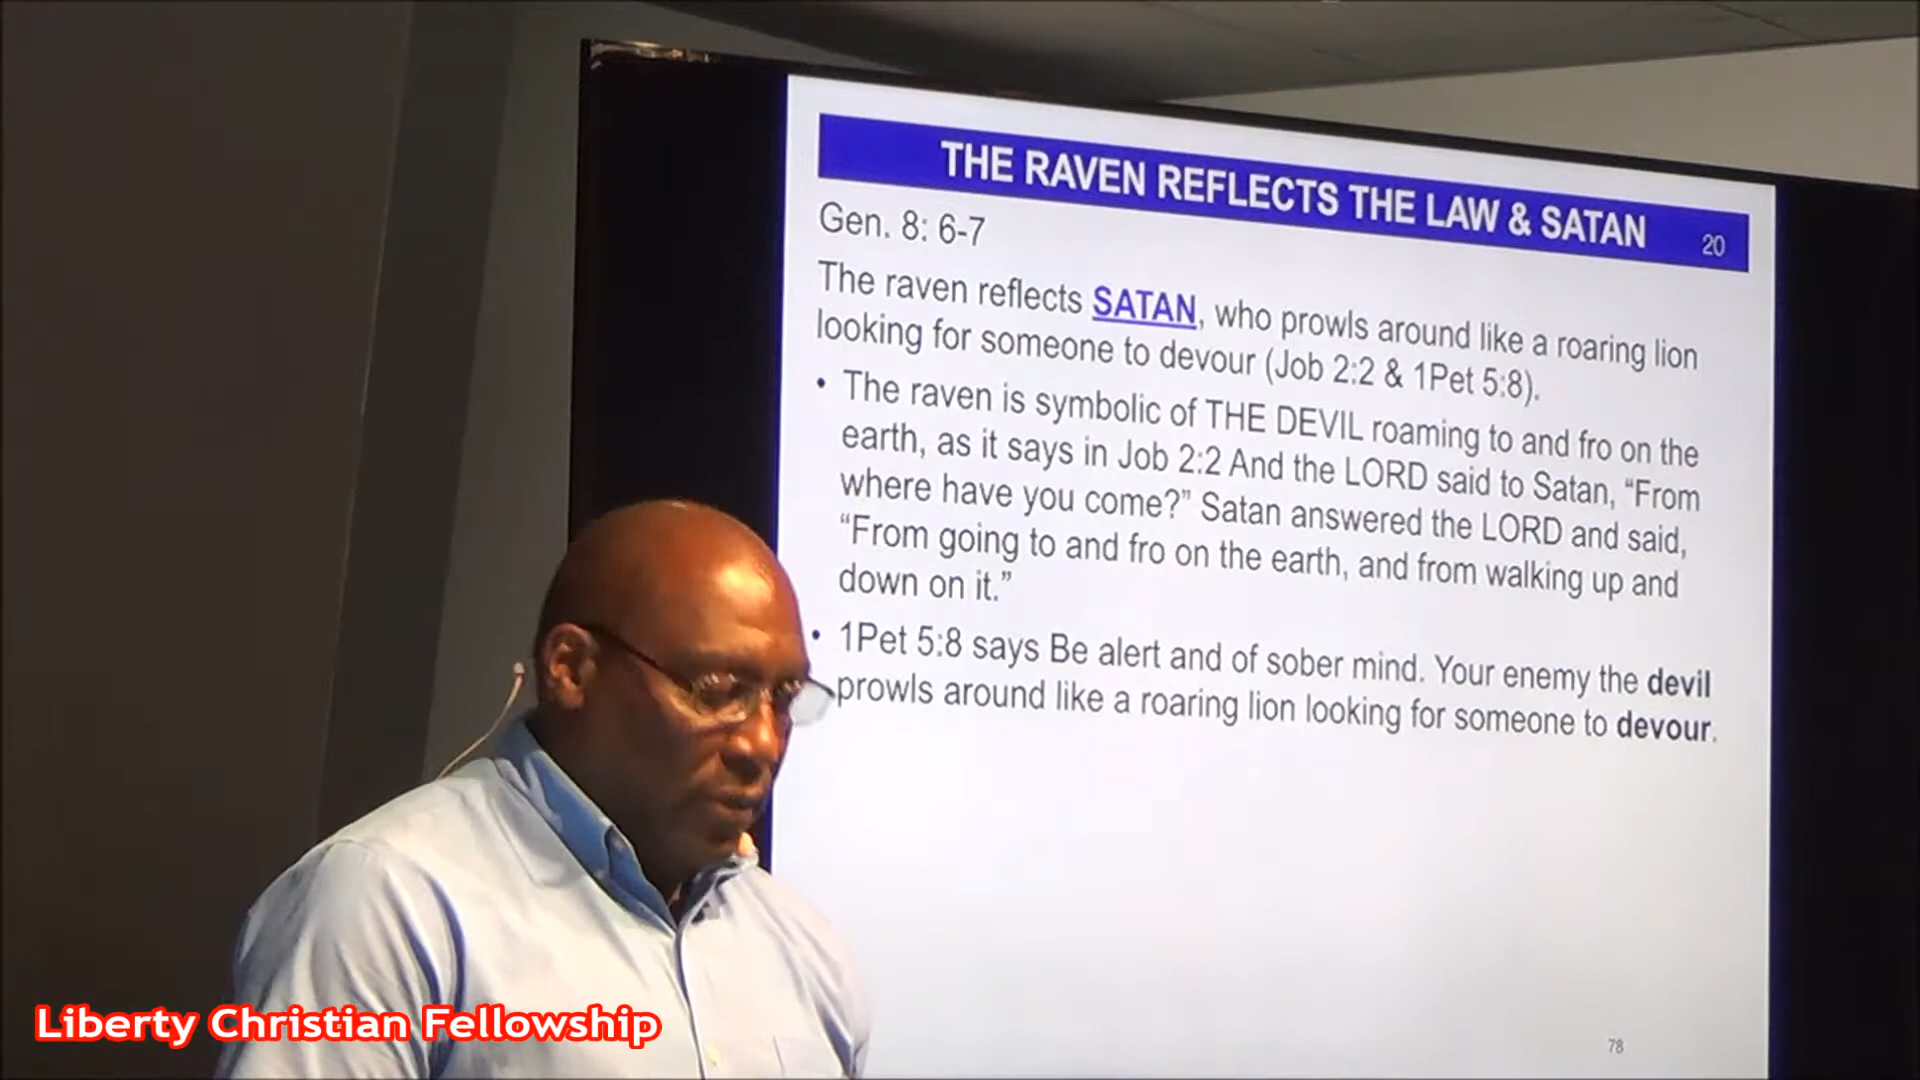 THE RAVEN REFLECTS THE LAW & SATAN 20
Gen. 8: 6-7
The raven reflects SATAN, who prowls around like a roaring lion
looking for someone to devour (Job 2:2 & 1Pet 5:8).
• The raven is symbolic of THE DEVIL roaming to and fro on the
earth, as it says in Job 2:2 And the LORD said to Satan, “From
where have you come?” Satan answered the LORD and said,
“From going to and fro on the earth, and from walking up and
down on it.”
• 1Pet 5:8 says Be alert and of sober mind. Your enemy the devil
prowls around like a roaring lion looking for someone to devour.
78
Liberty Christian Fellowship